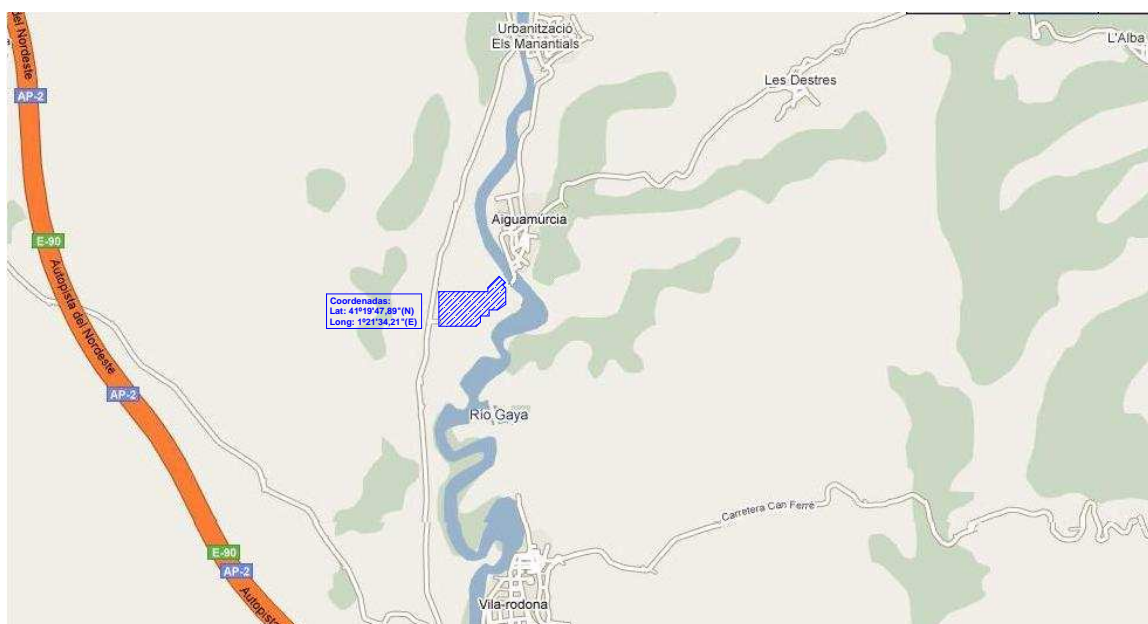 del Nordeste
Urbanització
Els Manantials
L'Alba
Les Destres
AP-2
Aiguamúrcia
E-90
Autopista del Nordeste
Coordenadas:
Lat: 41º19'47,89"(N)
Long: 1º21'34,21"(E)
AP-2
Río Gaya
Carretera Can Ferré
E-90
AP-2
Autopista
Vila-rodona